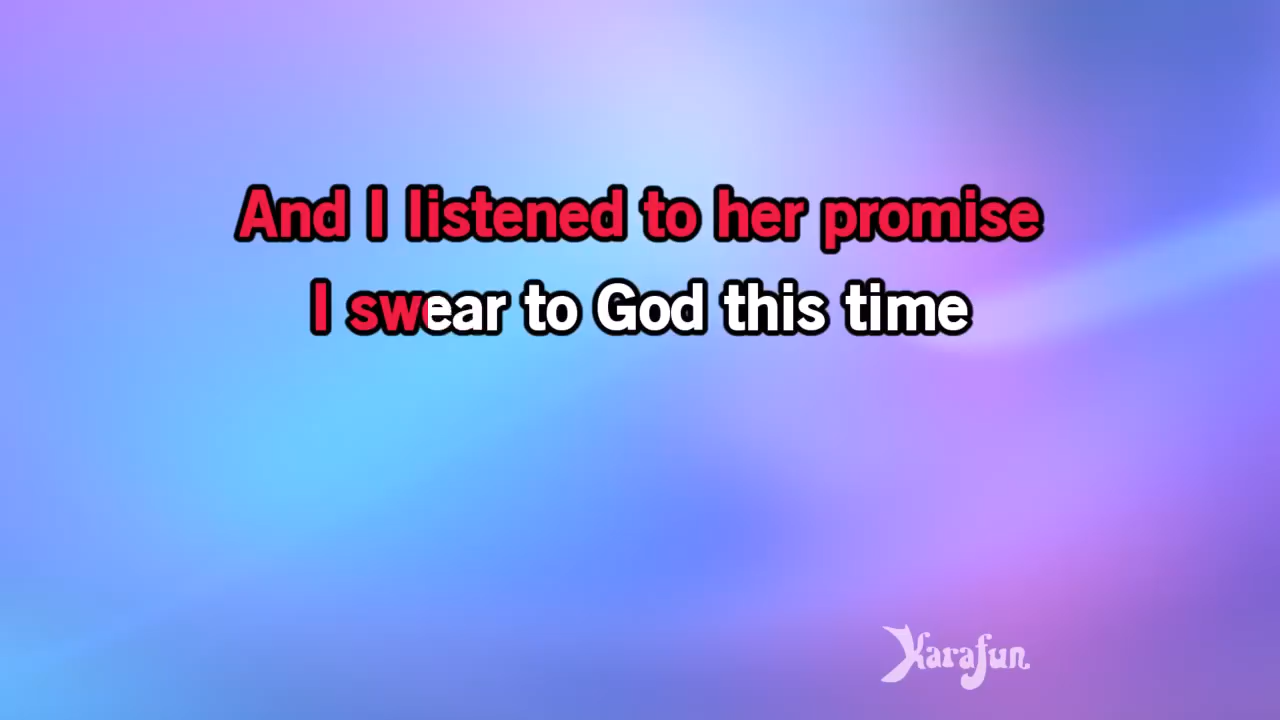 And I listened to her promise
I swear to God this time
Karafun